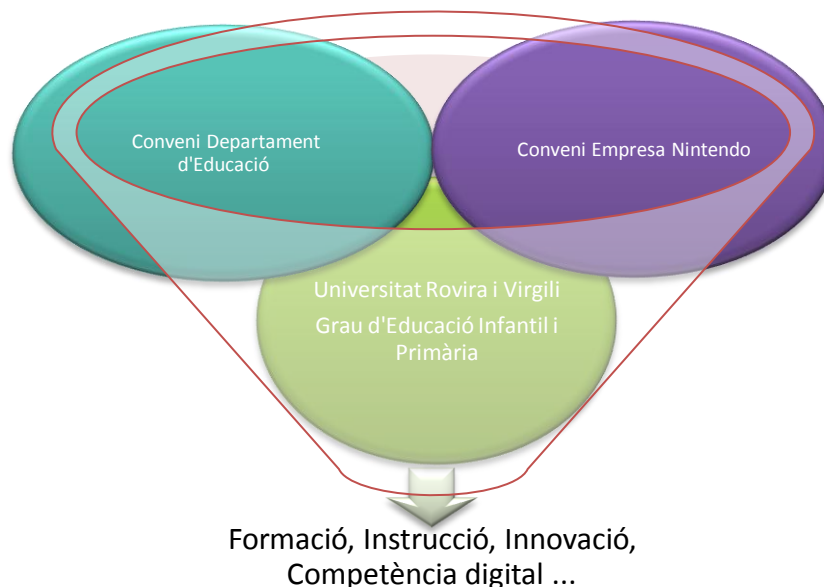 Conveni Departament
d'Educació
Conveni Empresa Nintendo
Universitat Rovira i Virgili
Grau d'Educació Infantil i
Primària
Formació, Instrucció, Innovació,
Competència digital ...